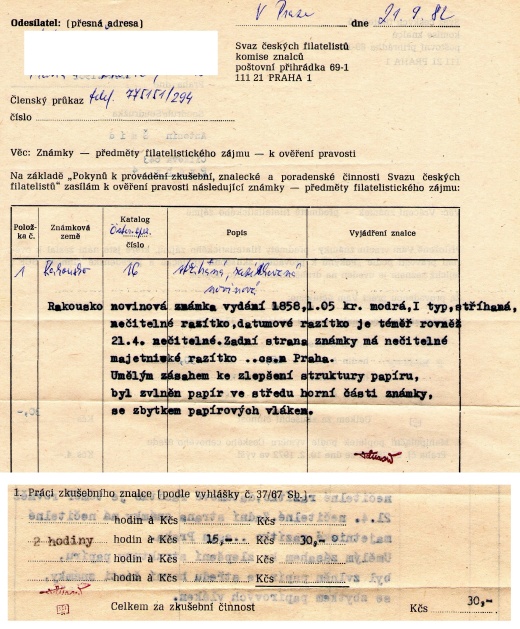 V Praze dne 21.9.82
Odesílatel: (přesná adresa)
Svaz českých filatelistů
komise znalců
poštovní přihrádka 69-1
111 21 PRAHA 1
Členský průkaz telef. 775151/294
číslo
Věc: Známky — předměty filatelistického zájmu — k ověření pravosti
Na základě "Pokynů k provádění zkušební, znalecké a poradenské činnosti Svazu českých
filatelistů" zasílám k ověření pravosti následující známky — předměty filatelistického zájmu:
Polož-
ka č.
Známková
země
Katalog
číslo
Popis
Vyjádření znalce
1 Rakousko 16 stříhaná, razítkovaná
novinová
Rakousko novinová známka vydání 1858,1.05 kr. modrá,I typ,stříhaná,
nečitelné razítko,datumové razítko je téměř rovněž
21.4. nečitelné.Zadní strana známky má nečitelné
majetnické razítko ..os.m Praha.
Umělým zásahem ke zlepšení struktury papíru,
byl zvlněn papír ve středu horní části známky,
se zbytkem papírových vláken.
1. Práci zkušebního znalce (podle vyhlášky č. 37/67 Sb.)
hodin à Kčs Kčs
2 hodiny hodin à Kčs 15,- Kčs 30,-
hodin à Kčs Kčs
hodin à Kčs Kčs
Celkem za zkušební činnost Kčs 30,-